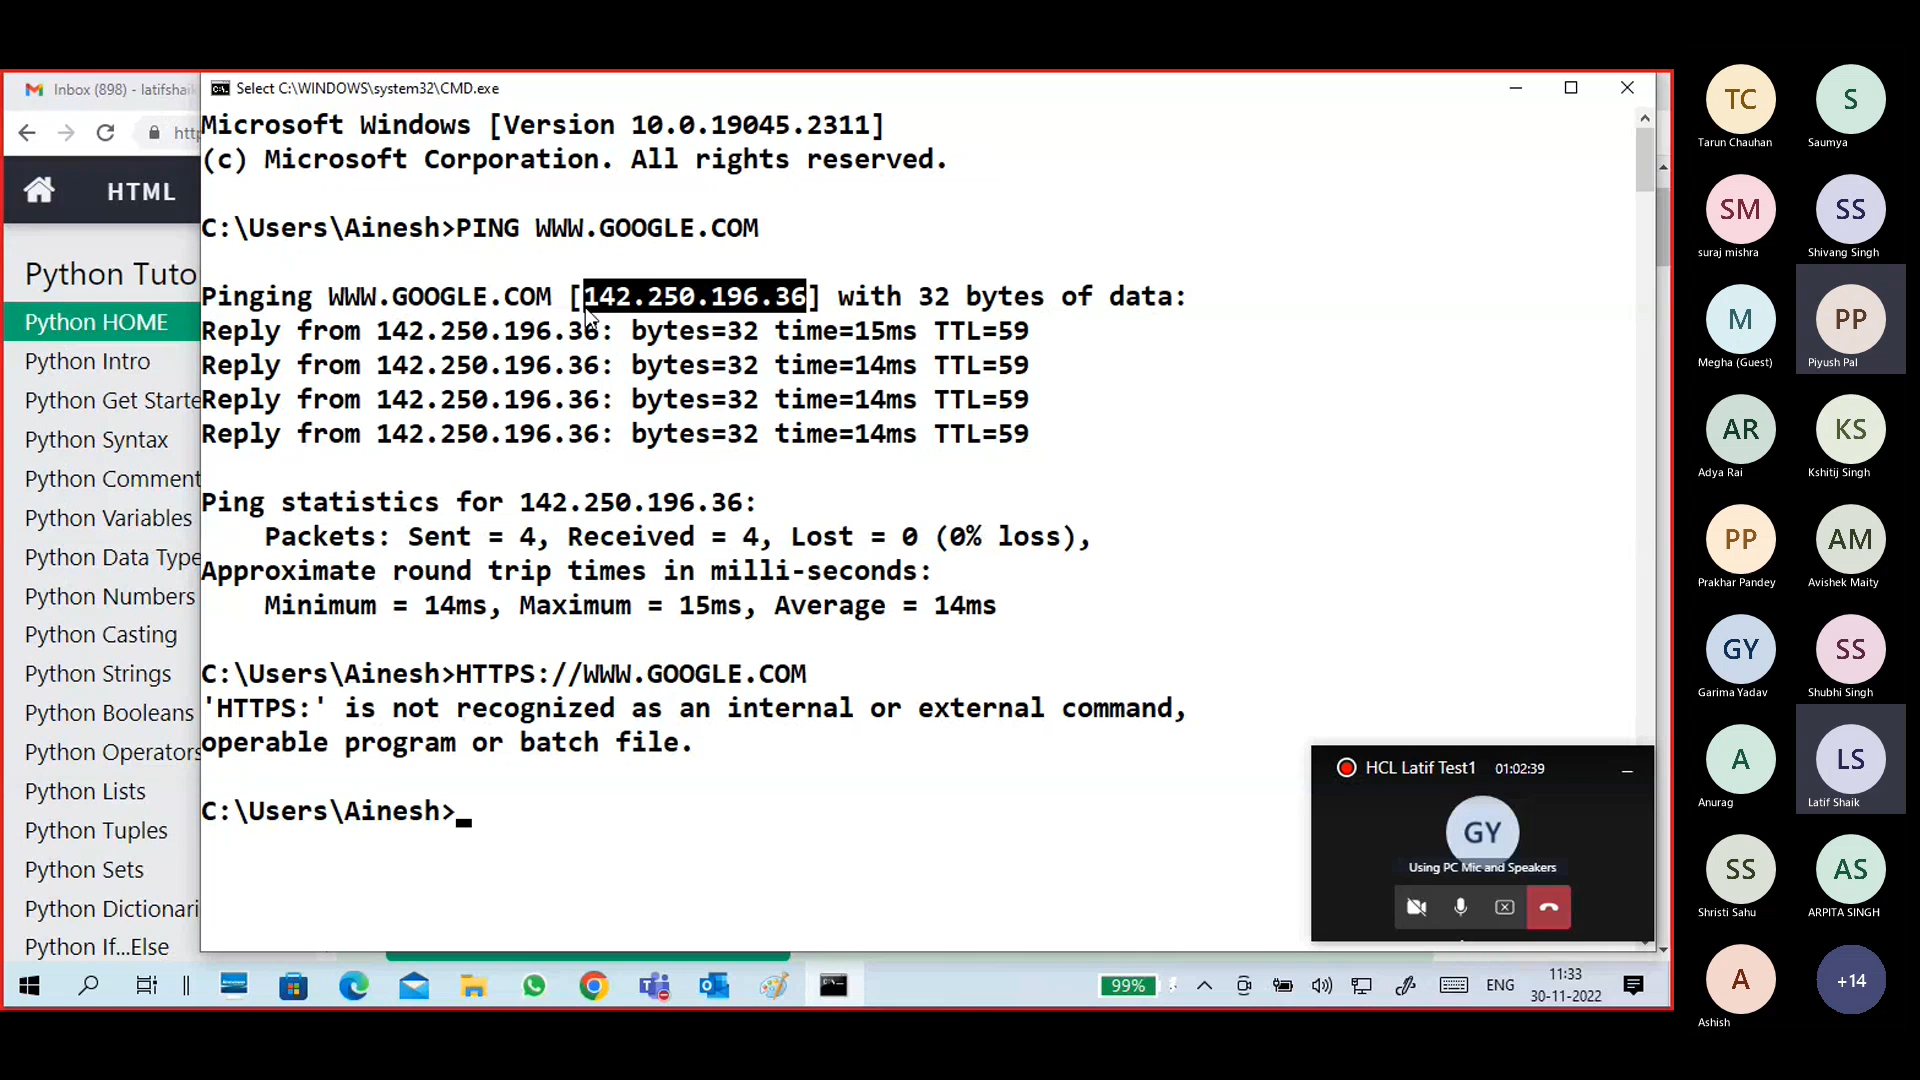 Inbox (898) - latifshai
Select C:\WINDOWS\system32\CMD.exe
HTML
Python Tuto
Python HOME
Python Intro
Python Get Starte
Python Syntax
Python Comment
Python Variables
Python Data Type
Python Numbers
Python Casting
Python Strings
Python Booleans
Python Operators
Python Lists
Python Tuples
Python Sets
Python Dictionari
Python If...Else
Microsoft Windows [Version 10.0.19045.2311]
(c) Microsoft Corporation. All rights reserved.
C:\Users\Ainesh>PING WWW.GOOGLE.COM
Pinging WWW.GOOGLE.COM [142.250.196.36] with 32 bytes of data:
Reply from 142.250.196.36: bytes=32 time=15ms TTL=59
Reply from 142.250.196.36: bytes=32 time=14ms TTL=59
Reply from 142.250.196.36: bytes=32 time=14ms TTL=59
Reply from 142.250.196.36: bytes=32 time=14ms TTL=59
Ping statistics for 142.250.196.36:
Packets: Sent = 4, Received = 4, Lost = 0 (0% loss),
Approximate round trip times in milli-seconds:
Minimum = 14ms, Maximum = 15ms, Average = 14ms
C:\Users\Ainesh>HTTPS://WWW.GOOGLE.COM
'HTTPS:' is not recognized as an internal or external command,
operable program or batch file.
C:\Users\Ainesh>
HCL Latif Test1 01:02:39
GY
Using PC Mic and Speakers
99%
ENG
11:33
30-11-2022
TC S
Tarun Chauhan Saumya
SM SS
suraj mishra Shivang Singh
M PP
Megha (Guest) Piyush Pal
AR KS
Adya Rai Kshitij Singh
PP AM
Prakhar Pandey Avishek Maity
GY SS
Garima Yadav Shubhi Singh
A LS
Anurag Latif Shaik
SS AS
Shristi Sahu ARPITA SINGH
A +14
Ashish